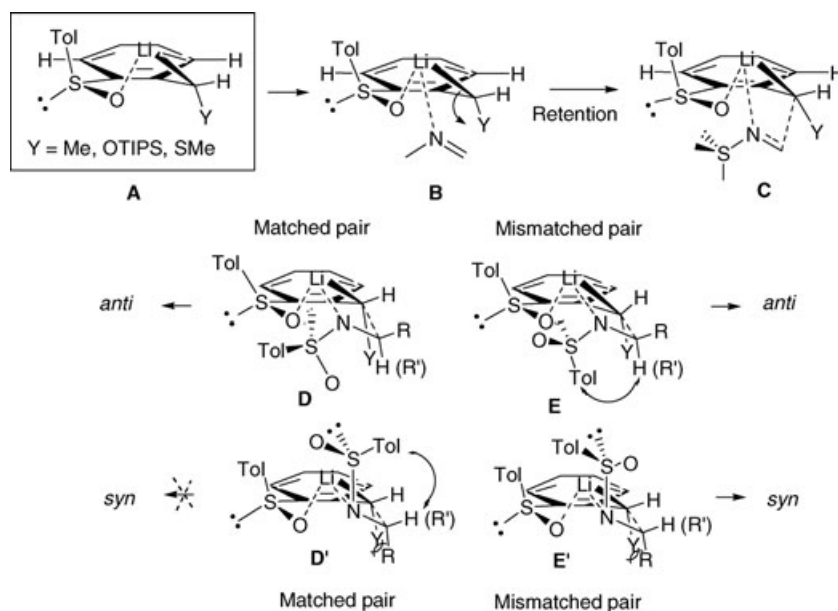 Tol
Li
H
H
S
H
O
Y
Y = Me, OTIPS, SMe
A
Tol
Li
H
H
S
H
O
Y
N
B
Retention
Tol
Li
H
H
S
H
O
Y
S
N
C
Matched pair
Mismatched pair
anti
Tol
Li
H
S
O
N
R
Tol
S
Y
H (R')
O
D
Tol
Li
H
S
O
N
R
O
S
Y
H (R')
Tol
E
anti
syn
O
S
Tol
Tol
Li
H
S
O
N
H (R')
Y
R
D'
Tol
S
O
Tol
Li
H
S
O
N
H (R')
Y
R
E'
syn
Matched pair
Mismatched pair